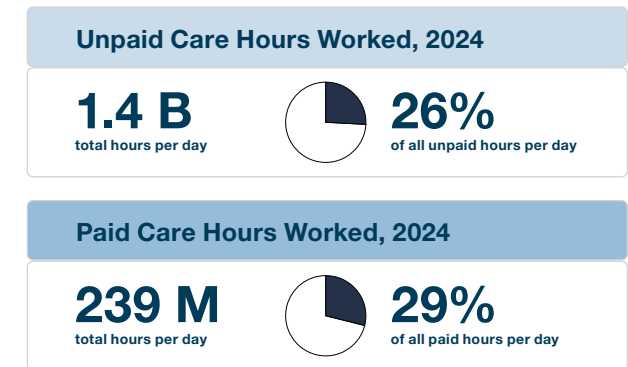 Unpaid Care Hours Worked, 2024
1.4 B
total hours per day
26%
of all unpaid hours per day
Paid Care Hours Worked, 2024
239 M
total hours per day
29%
of all paid hours per day